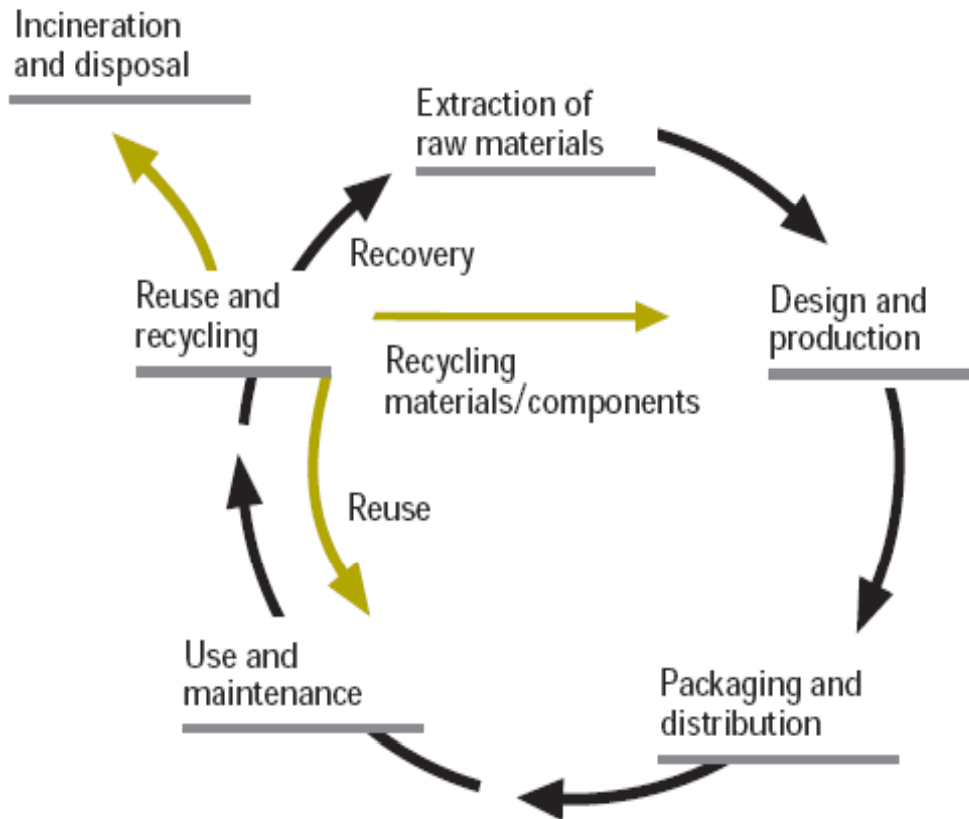 Incineration
and disposal
Extraction of
raw materials
Recovery
Reuse and
recycling
Design and
production
Recycling
materials/components
Reuse
Use and
maintenance
Packaging and
distribution